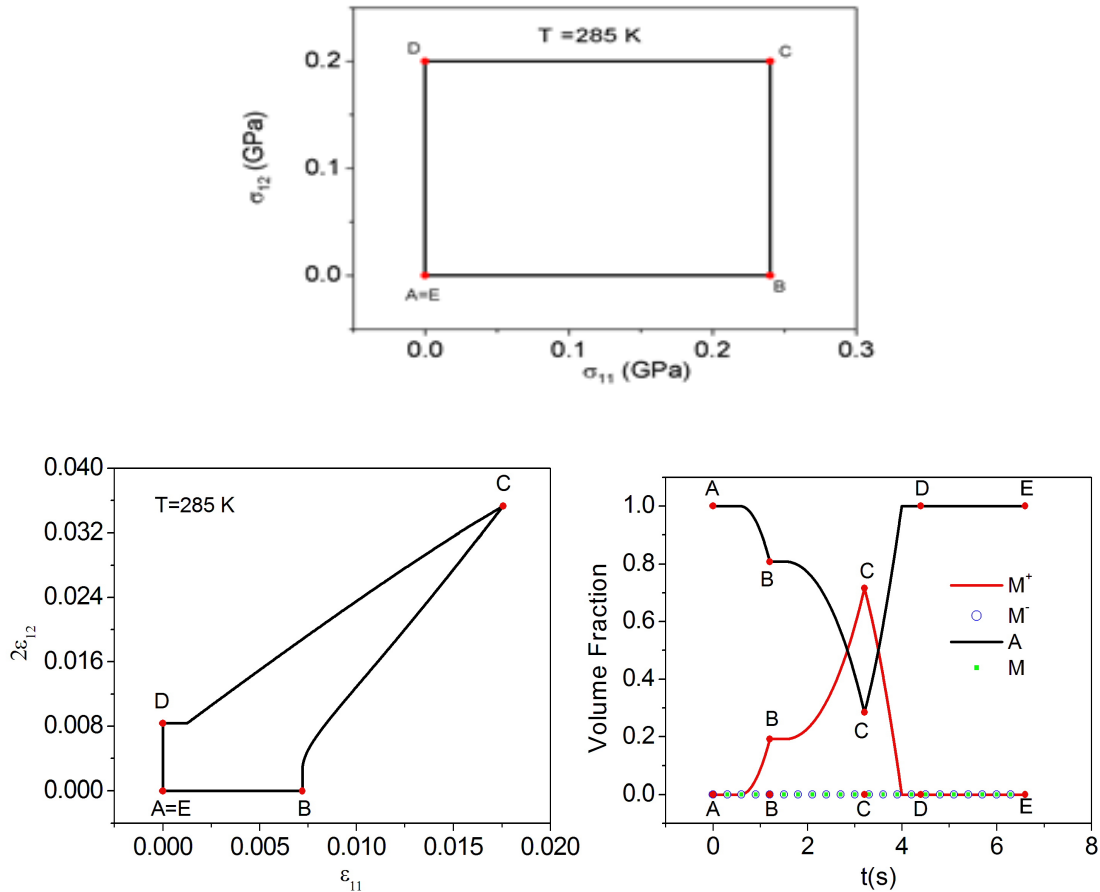 T =285 K
D
C
0.2
0.1
0.0
σ12 (GPa)
A=E
B
0.0
0.1
0.2
0.3
σ11 (GPa)
0.040
0.032
0.024
0.016
0.008
0.000
2ε12
T=285 K
C
D
A=E
B
0.000
0.005
0.010
0.015
0.020
ε11
1.0
0.8
0.6
0.4
0.2
0.0
Volume Fraction
A
D
E
B
C
B
C
M+
M-
A
M
A
B
C
D
E
0
2
4
6
8
t(s)